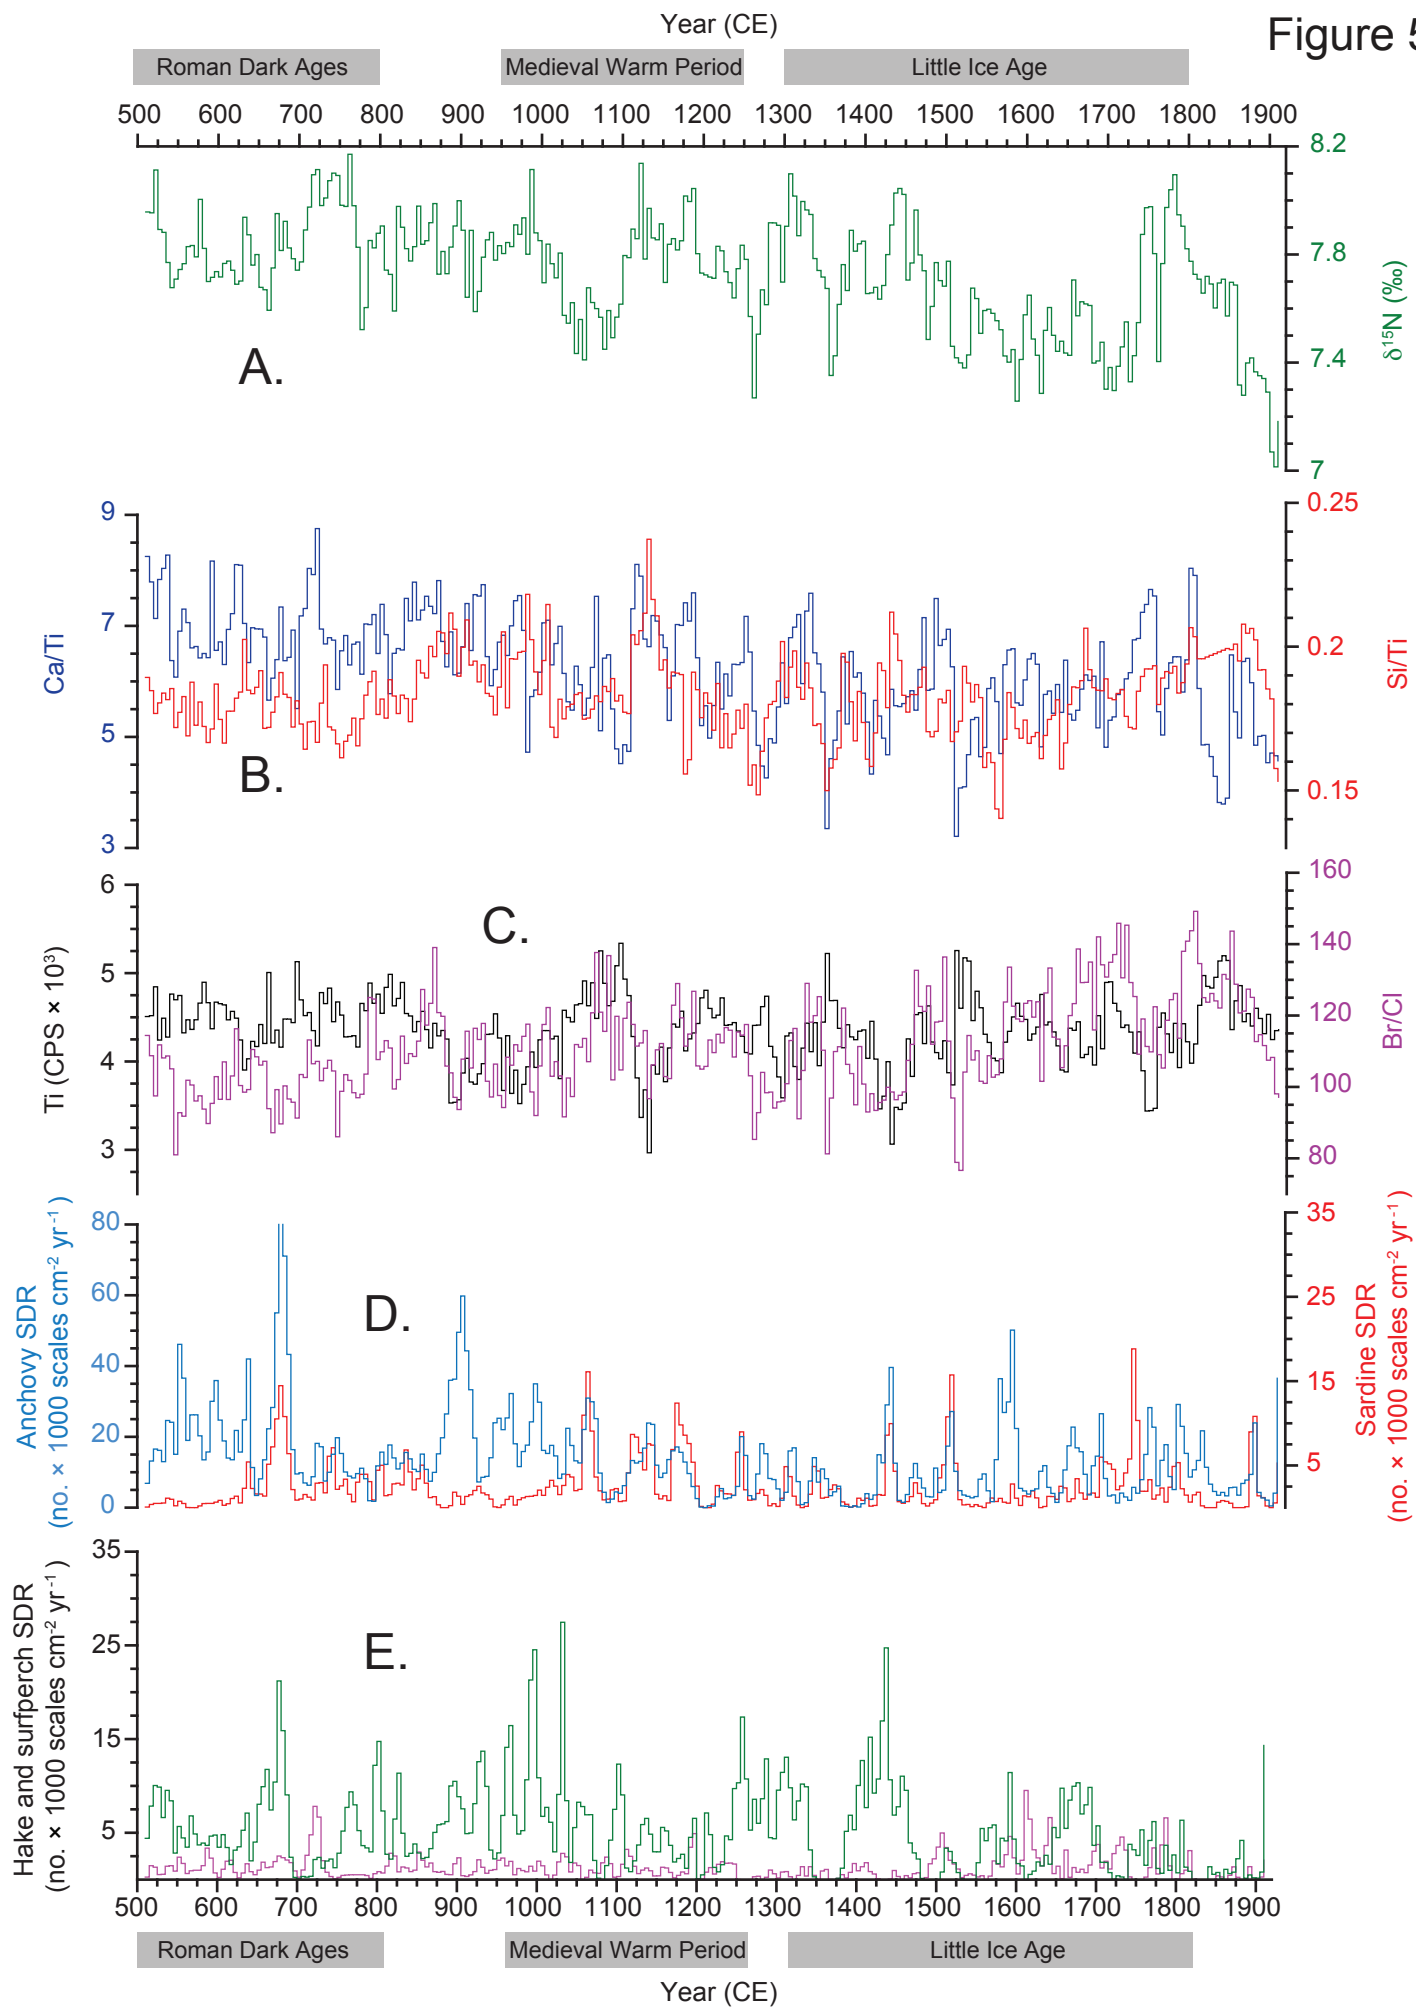 Year (CE)
Figure 5
Roman Dark Ages Medieval Warm Period Little Ice Age
500 600 700 800 900 1000 1100 1200 1300 1400 1500 1600 1700 1800 1900
8.2
7.8
7.4
7
δ¹⁵N (‰)
A.
9
7
5
3
Ca/Ti
0.25
0.2
0.15
Si/Ti
B.
6
5
4
3
Ti (CPS × 10³)
160
140
120
100
80
Br/Cl
C.
80
60
40
20
0
Anchovy SDR
(no. × 1000 scales cm⁻² yr⁻¹)
35
25
15
5
Sardine SDR
(no. × 1000 scales cm⁻² yr⁻¹)
D.
35
25
15
5
Hake and surfperch SDR
(no. × 1000 scales cm⁻² yr⁻¹)
E.
500 600 700 800 900 1000 1100 1200 1300 1400 1500 1600 1700 1800 1900
Roman Dark Ages Medieval Warm Period Little Ice Age
Year (CE)